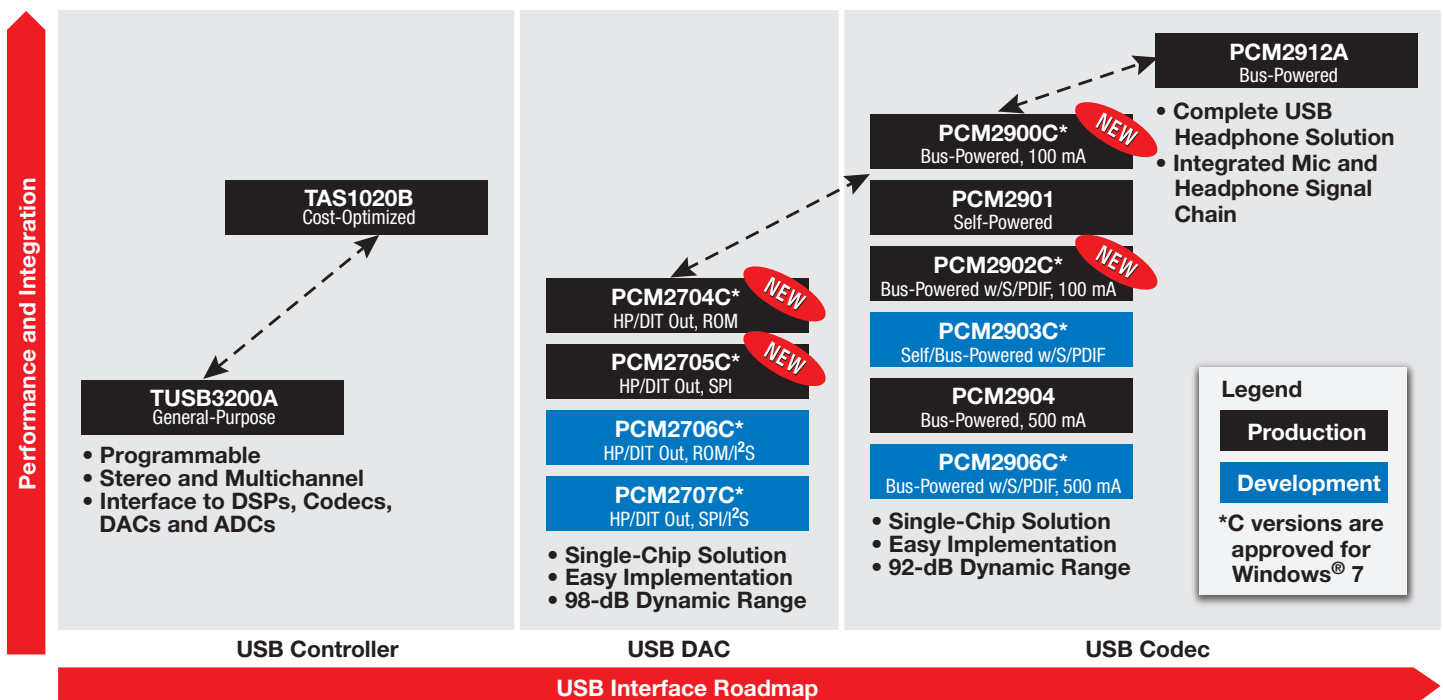 Performance and Integration
TUSB3200A
General-Purpose
TAS1020B
Cost-Optimized
• Programmable
• Stereo and Multichannel
• Interface to DSPs, Codecs,
DACs and ADCs
USB Controller
PCM2704C*
HP/DIT Out, ROM
NEW
PCM2705C*
HP/DIT Out, SPI
NEW
PCM2706C*
HP/DIT Out, ROM/I²S
PCM2707C*
HP/DIT Out, SPI/I²S
• Single-Chip Solution
• Easy Implementation
• 98-dB Dynamic Range
USB DAC
PCM2900C*
Bus-Powered, 100 mA
NEW
PCM2901
Self-Powered
PCM2902C*
Bus-Powered w/S/PDIF, 100 mA
NEW
PCM2903C*
Self/Bus-Powered w/S/PDIF
PCM2904
Bus-Powered, 500 mA
PCM2906C*
Bus-Powered w/S/PDIF, 500 mA
• Single-Chip Solution
• Easy Implementation
• 92-dB Dynamic Range
PCM2912A
Bus-Powered
• Complete USB
Headphone Solution
• Integrated Mic and
Headphone Signal
Chain
USB Codec
Legend
Production
Development
*C versions are
approved for
Windows® 7
USB Interface Roadmap